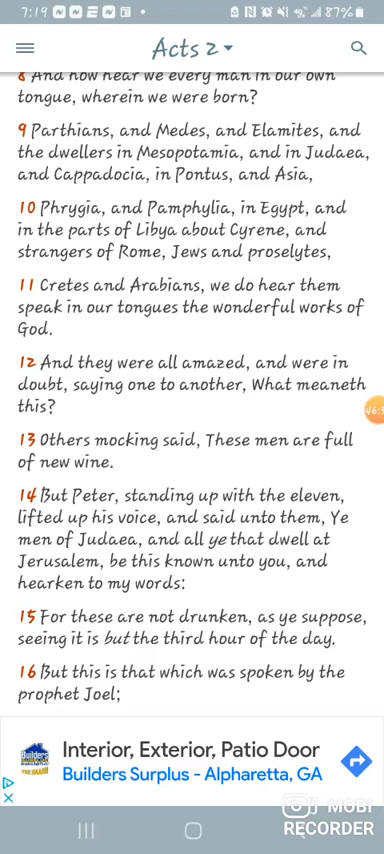 7:19
87%
Acts 2
8 And how hear we every man in our own
tongue, wherein we were born?
9 Parthians, and Medes, and Elamites, and
the dwellers in Mesopotamia, and in Judaea,
and Cappadocia, in Pontus, and Asia,
10 Phrygia, and Pamphylia, in Egypt, and
in the parts of Libya about Cyrene, and
strangers of Rome, Jews and proselytes,
11 Cretes and Arabians, we do hear them
speak in our tongues the wonderful works of
God.
12 And they were all amazed, and were in
doubt, saying one to another, What meaneth
this?
13 Others mocking said, These men are full
of new wine.
14 But Peter, standing up with the eleven,
lifted up his voice, and said unto them, Ye
men of Judaea, and all ye that dwell at
Jerusalem, be this known unto you, and
hearken to my words:
15 For these are not drunken, as ye suppose,
seeing it is but the third hour of the day.
16 But this is that which was spoken by the
prophet Joel;
Builders
Interior, Exterior, Patio Door
Builders Surplus - Alpharetta, GA
MOBI
RECORDER